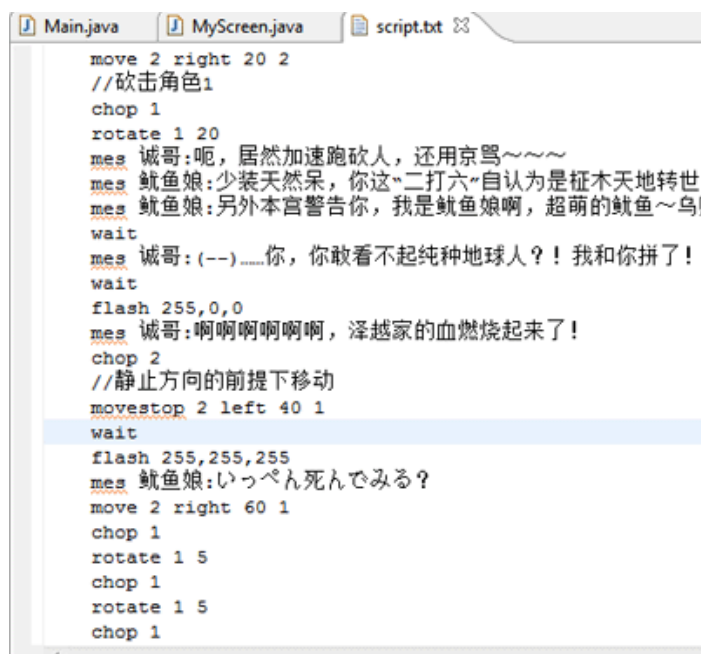 Main.java MyScreen.java script.txt
move 2 right 20 2
//砍击角色1
chop 1
rotate 1 20
mes 诚哥:呃，居然加速跑砍人，还用京骂～～～
mes 鱿鱼娘:少装天然呆，你这“二打六”自认为是柾木天地转世
mes 鱿鱼娘:另外本宫警告你，我是鱿鱼娘啊，超萌的鱿鱼～乌
wait
mes 诚哥:(--)……你，你敢看不起纯种地球人？！我和你拼了！
wait
flash 255,0,0
mes 诚哥:啊啊啊啊啊啊，泽越家的血燃烧起来了！
chop 2
//静止方向的前提下移动
movestop 2 left 40 1
wait
flash 255,255,255
mes 鱿鱼娘:いっぺん死んでみる？
move 2 right 60 1
chop 1
rotate 1 5
chop 1
rotate 1 5
chop 1